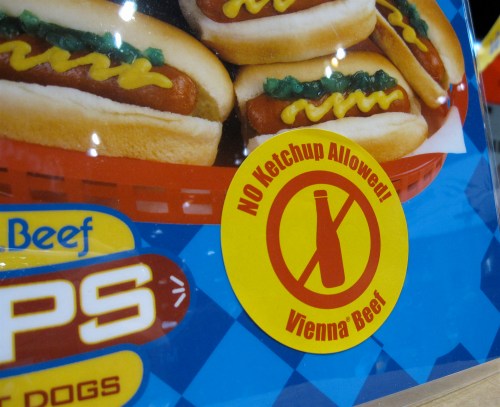 NO Ketchup Allowed!
Vienna® Beef
Beef
PS
DOGS